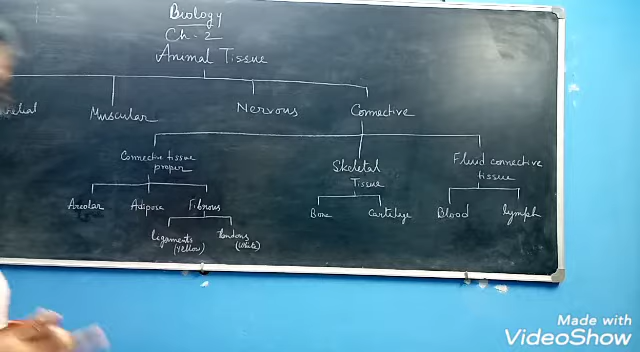 Biology
Ch-2
Animal Tissue
Muscular Nervous Connective
Connective tissue proper
Skeletal Tissue
Fluid connective tissue
Areolar Adipose Fibrous
Bone Cartilage Blood Lymph
Ligaments (Yellow)
Tendons (White)
Made with
VideoShow